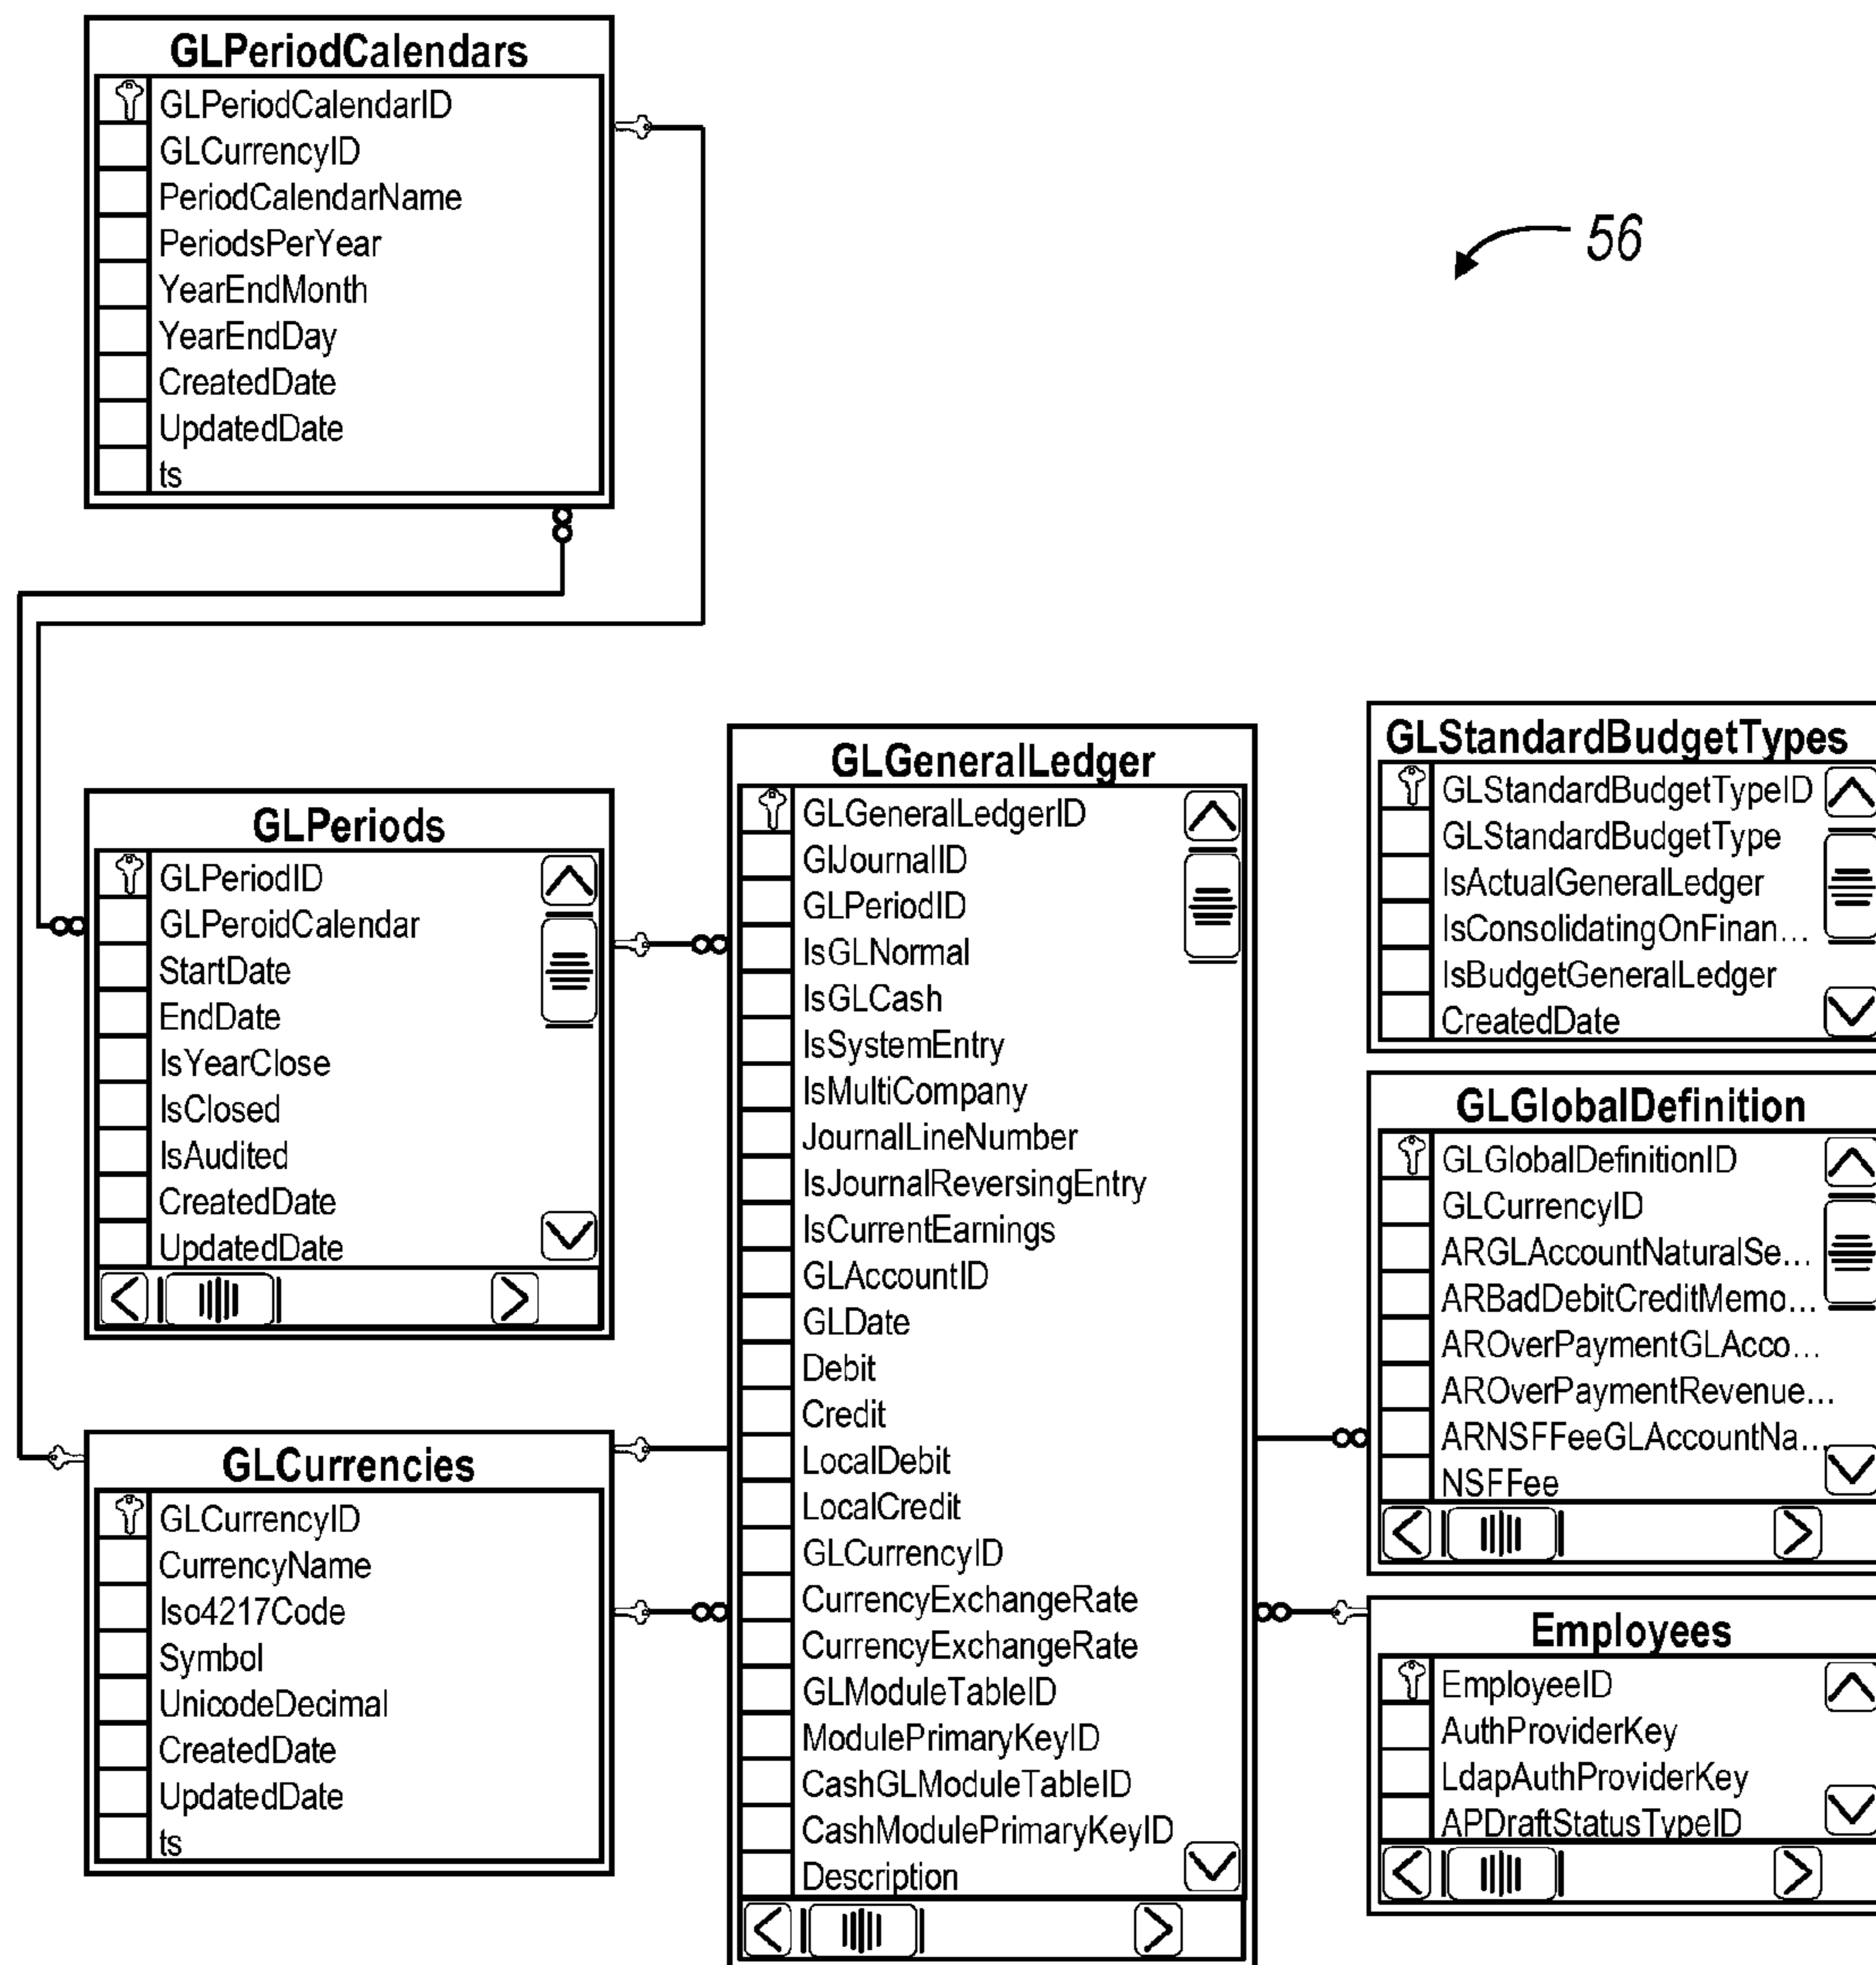 GLPeriodCalendars
GLPeriodCalendarID
GLCurrencyID
PeriodCalendarName
PeriodsPerYear
YearEndMonth
YearEndDay
CreatedDate
UpdatedDate
ts
56
GLPeriods
GLPeriodID
GLPeroidCalendar
StartDate
EndDate
IsYearClose
IsClosed
IsAudited
CreatedDate
UpdatedDate
GLCurrencies
GLCurrencyID
CurrencyName
Iso4217Code
Symbol
UnicodeDecimal
CreatedDate
UpdatedDate
ts
GLGeneralLedger
GLGeneralLedgerID
GlJournalID
GLPeriodID
IsGLNormal
IsGLCash
IsSystemEntry
IsMultiCompany
JournalLineNumber
IsJournalReversingEntry
IsCurrentEarnings
GLAccountID
GLDate
Debit
Credit
LocalDebit
LocalCredit
GLCurrencyID
CurrencyExchangeRate
CurrencyExchangeRate
GLModuleTableID
ModulePrimaryKeyID
CashGLModuleTableID
CashModulePrimaryKeyID
Description
GLStandardBudgetTypes
GLStandardBudgetTypeID
GLStandardBudgetType
IsActualGeneralLedger
IsConsolidatingOnFinan...
IsBudgetGeneralLedger
CreatedDate
GLGlobalDefinition
GLGlobalDefinitionID
GLCurrencyID
ARGLAccountNaturalSe...
ARBadDebitCreditMemo...
AROverPaymentGLAcco...
AROverPaymentRevenue...
ARNSFFeeGLAccountNa...
NSFFee
Employees
EmployeeID
AuthProviderKey
LdapAuthProviderKey
APDraftStatusTypeID